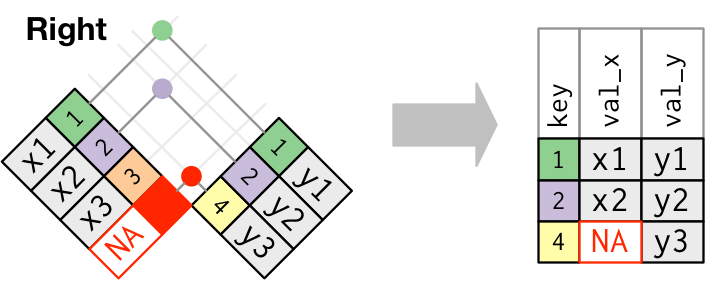 Right
1 x1
2 x2
3 x3
NA
1 y1
2 y2
4 y3
key val_x val_y
1 x1 y1
2 x2 y2
4 NA y3